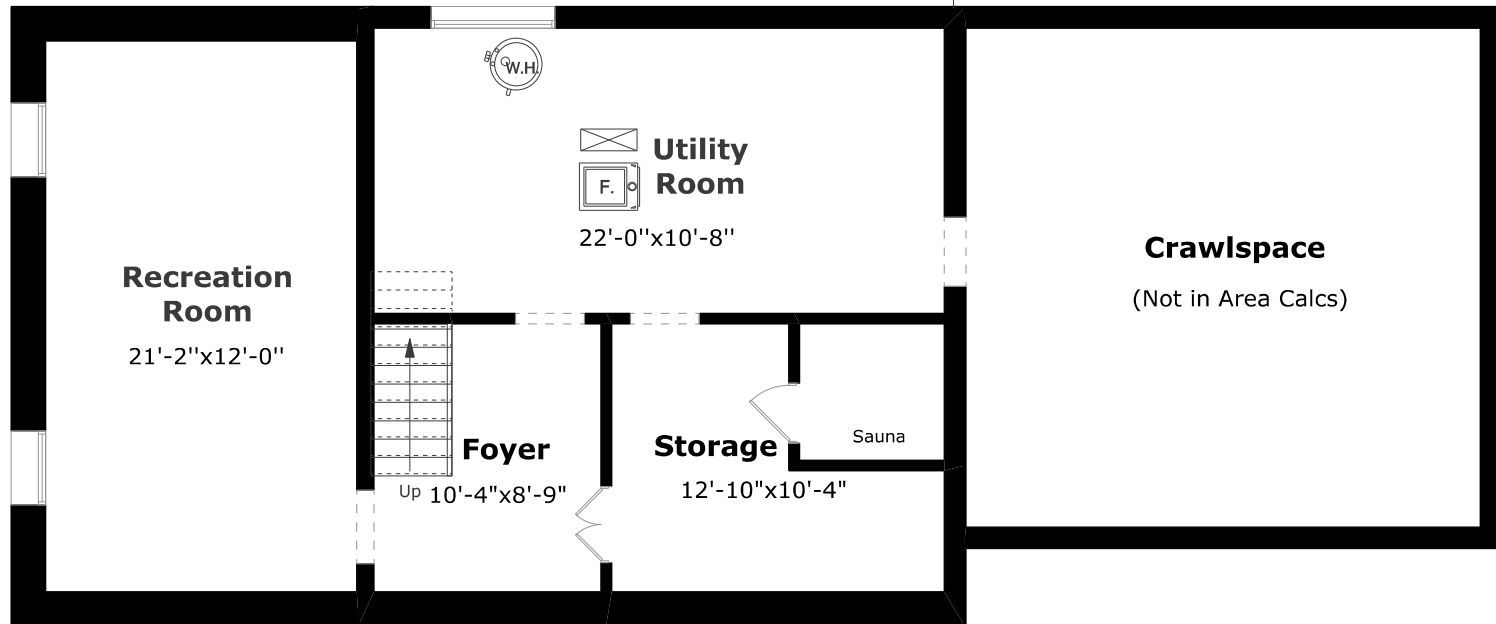 W.H.
Utility
Room
F.
22'-0''x10'-8''
Recreation
Room
21'-2''x12'-0''
Crawlspace
(Not in Area Calcs)
Foyer
Up
10'-4"x8'-9"
Storage
12'-10"x10'-4"
Sauna